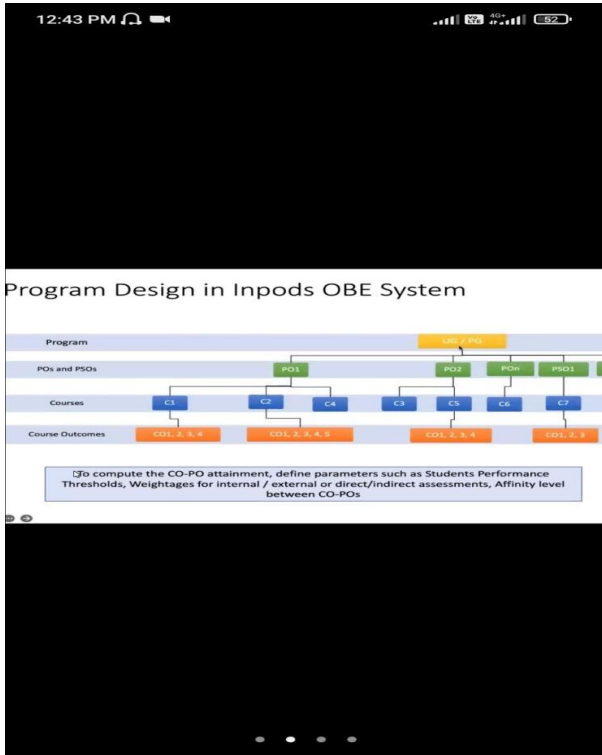 12:43 PM
Vo
LTE
4G+
52
Program Design in Inpods OBE System
Program
UG / PG
POs and PSOs
PO1
PO2
POn
PSO1
Courses
C1
C2
C4
C3
C5
C6
C7
Course Outcomes
CO1, 2, 3, 4
CO1, 2, 3, 4, 5
CO1, 2, 3, 4
CO1, 2, 3
To compute the CO-PO attainment, define parameters such as Students Performance
Thresholds, Weightages for internal / external or direct/indirect assessments, Affinity level
between CO-POs